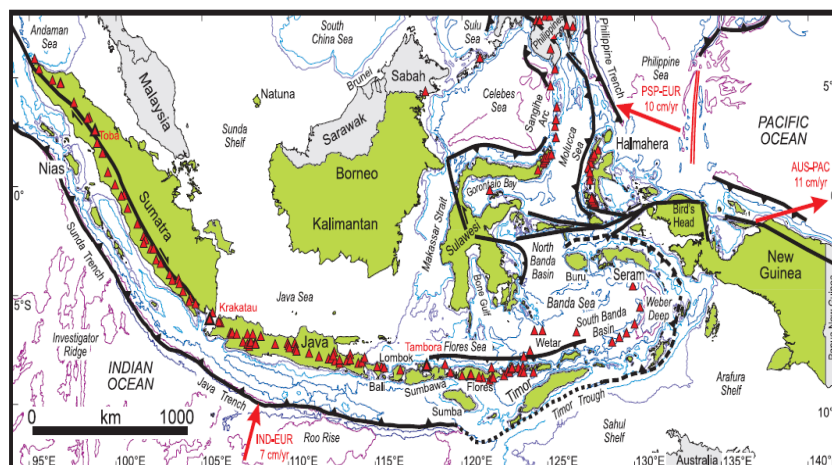 Andaman
Sea
South
China Sea
Sulu
Sea
Philippines
Philippine Trench
Philippine
Sea
5°
Malaysia
Natuna
Brunei
Sabah
Celebes
Sea
Sangihe
Arc
PSP-EUR
10 cm/yr
PACIFIC
OCEAN
Toba
Sunda
Shelf
Sarawak
Molucca
Sea
Halmahera
AUS-PAC
11 cm/yr
Nias
0°
Borneo
Kalimantan
Gorontalo Bay
Bird's
Head
Sumatra
Makassar Strait
Sulawesi
New
Guinea
Sunda Trench
North
Banda
Basin
Buru
Seram
5°S
Krakatau
Java Sea
Bone Gulf
Banda Sea
Weber
Deep
South Banda
Basin
Investigator
Ridge
Java
Tambora
Flores Sea
Wetar
INDIAN
OCEAN
Lombok
Bali
Sumbawa
Flores
Timor
Arafura
Sea
Java Trench
Sumba
Timor Trough
10°
0
km
1000
IND-EUR
7 cm/yr
Roo Rise
Sahul
Shelf
Australia
95°E
100°E
105°E
110°E
115°E
120°E
125°E
130°E
135°E
140°E